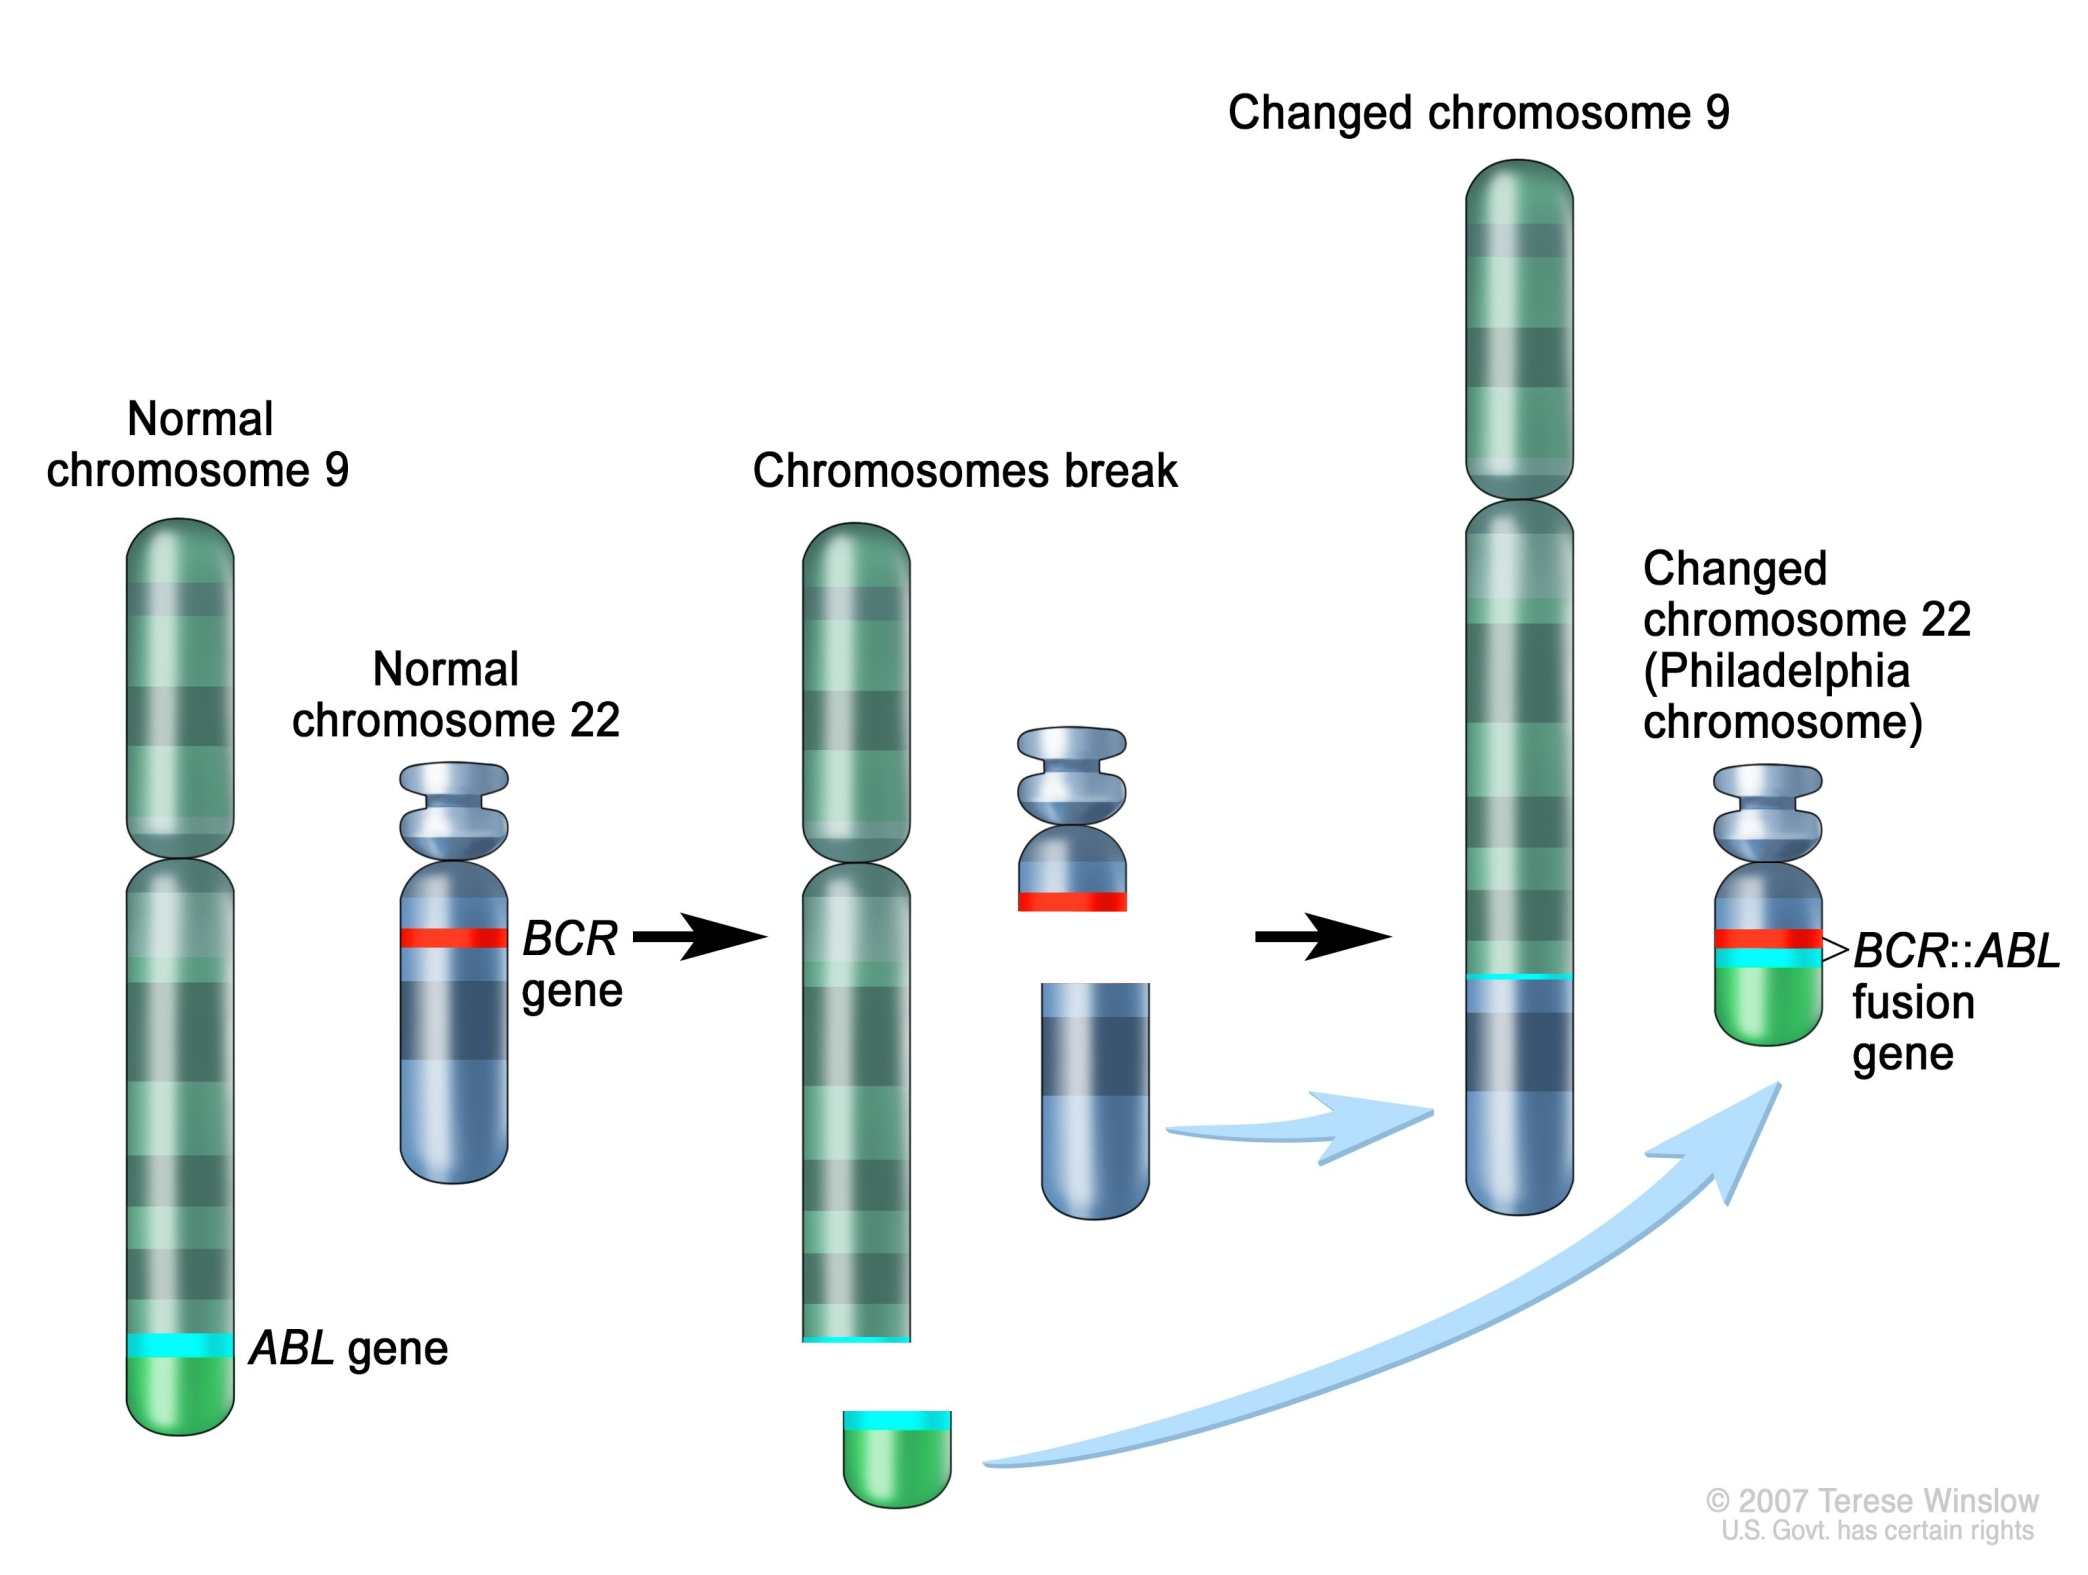 Changed chromosome 9
Normal
chromosome 9
Chromosomes break
Normal
chromosome 22
Changed
chromosome 22
(Philadelphia
chromosome)
BCR
gene
BCR::ABL
fusion
gene
ABL gene
© 2007 Terese Winslow
U.S. Govt. has certain rights